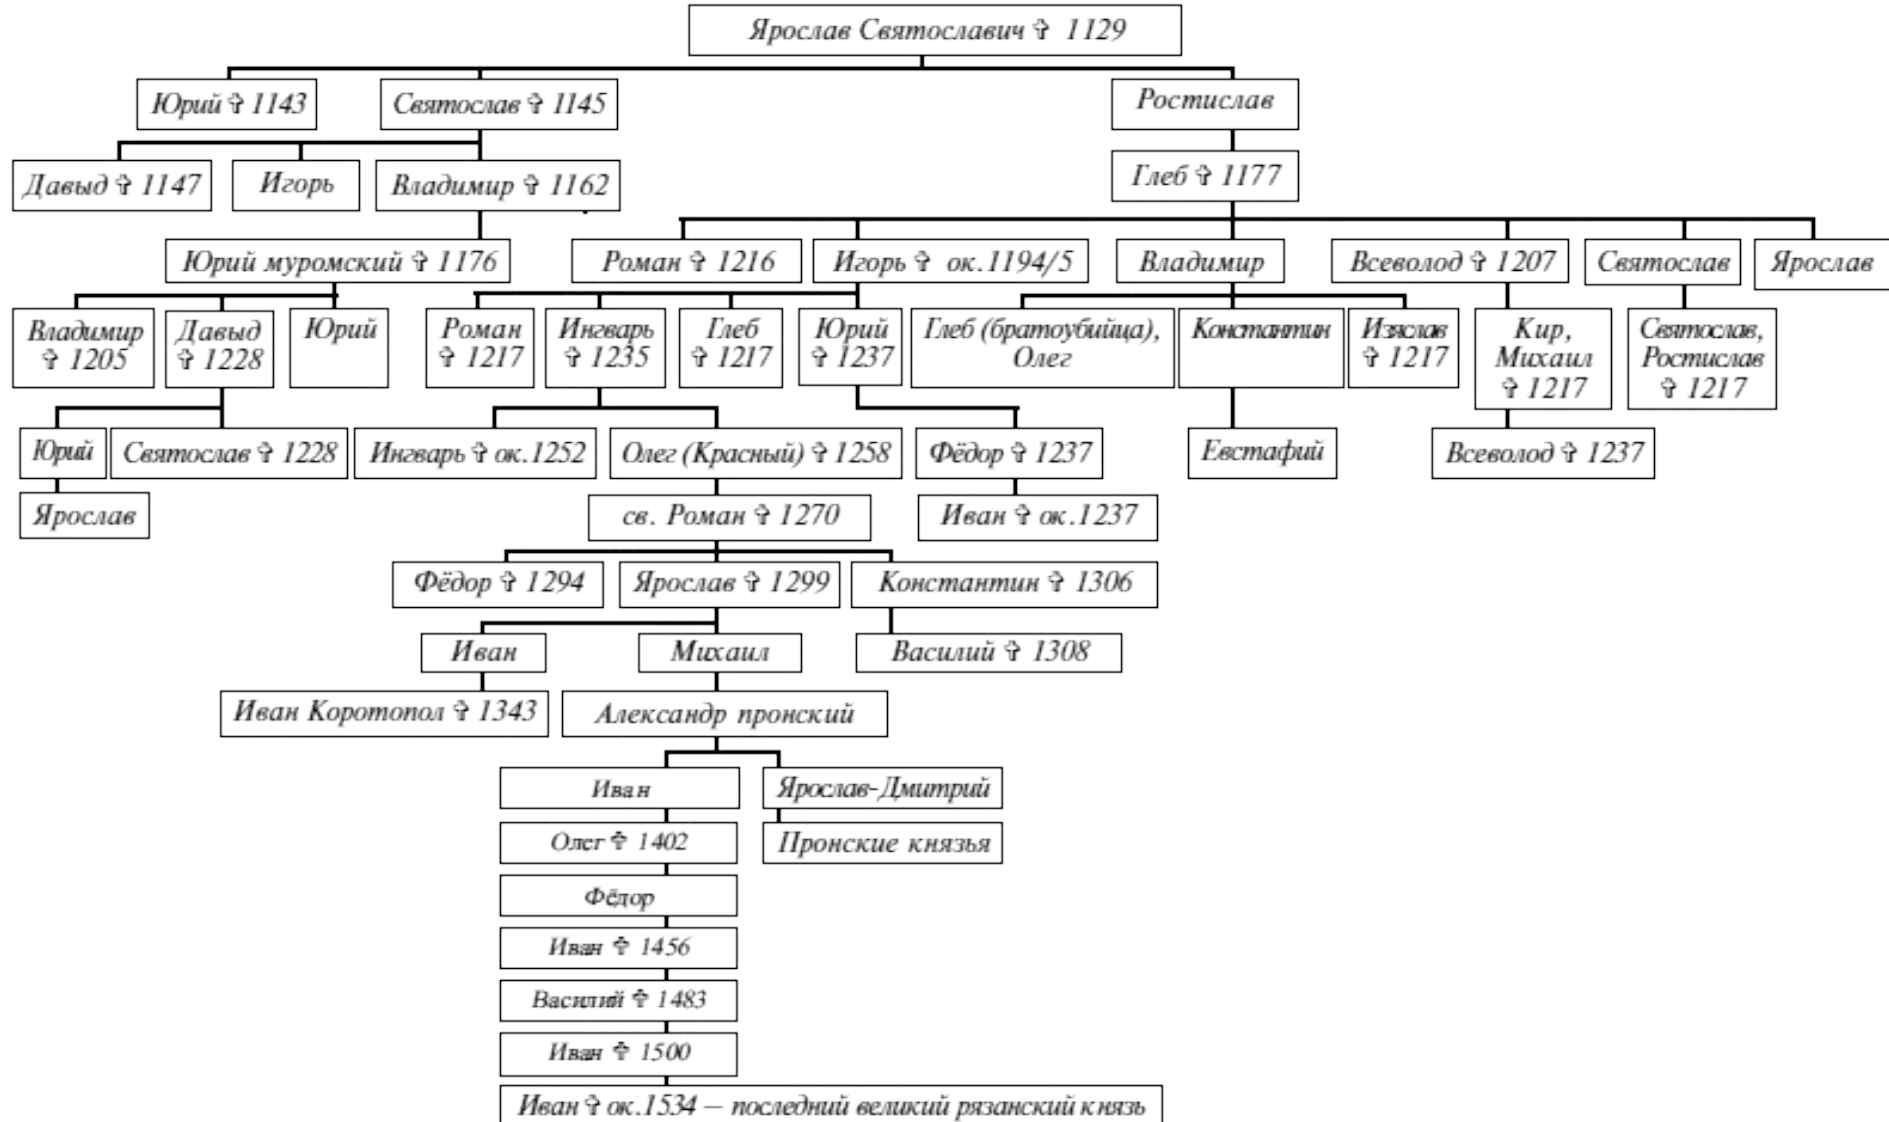 Ярослав Святославич ✞ 1129
Юрий ✞ 1143
Святослав ✞ 1145
Ростислав
Давыд ✞ 1147
Игорь
Владимир ✞ 1162
Глеб ✞ 1177
Юрий муромский ✞ 1176
Роман ✞ 1216
Игорь ✞ ок.1194/5
Владимир
Всеволод ✞ 1207
Святослав
Ярослав
Владимир
✞ 1205
Давыд
✞ 1228
Юрий
Роман
✞ 1217
Ингварь
✞ 1235
Глеб
✞ 1217
Юрий
✞ 1237
Глеб (братоубийца),
Олег
Константин
Изяслав
✞ 1217
Кир,
Михаил
✞ 1217
Святослав,
Ростислав
✞ 1217
Юрий
Святослав ✞ 1228
Ингварь ✞ ок.1252
Олег (Красный) ✞ 1258
Фёдор ✞ 1237
Евстафий
Всеволод ✞ 1237
Ярослав
св. Роман ✞ 1270
Иван ✞ ок.1237
Фёдор ✞ 1294
Ярослав ✞ 1299
Константин ✞ 1306
Иван
Михаил
Василий ✞ 1308
Иван Коротопол ✞ 1343
Александр пронский
Иван
Ярослав-Дмитрий
Олег ✞ 1402
Пронские князья
Фёдор
Иван ✞ 1456
Василий ✞ 1483
Иван ✞ 1500
Иван ✞ ок.1534 – последний великий рязанский князь